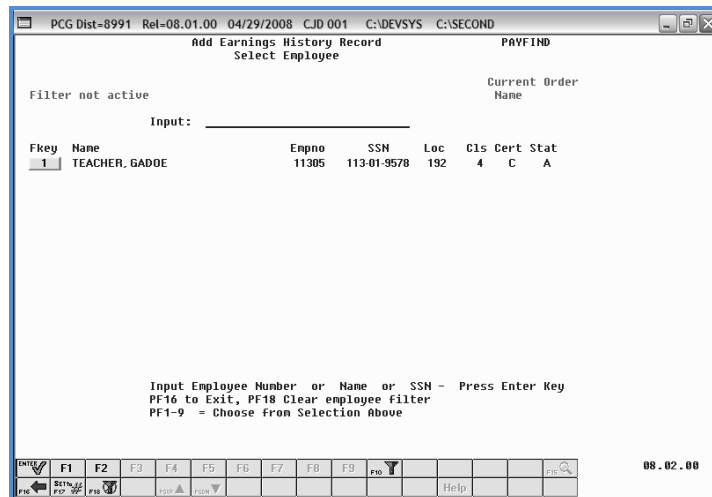 PCG Dist=8991 Rel=08.01.00 04/29/2008 CJD 001 C:\DEVSYS C:\SECOND
Add Earnings History Record PAYFIND
Select Employee
Current Order
Filter not active Name
Input:
Fkey Name Empno SSN Loc Cls Cert Stat
1 TEACHER, GADOE 11305 113-01-9578 192 4 C A
Input Employee Number or Name or SSN - Press Enter Key
PF16 to Exit, PF18 Clear employee filter
PF1-9 = Choose from Selection Above
ENTER F1 F2 F3 F4 F5 F6 F7 F8 F9 F10 F15 08.02.00
F16 F17 F18 Help